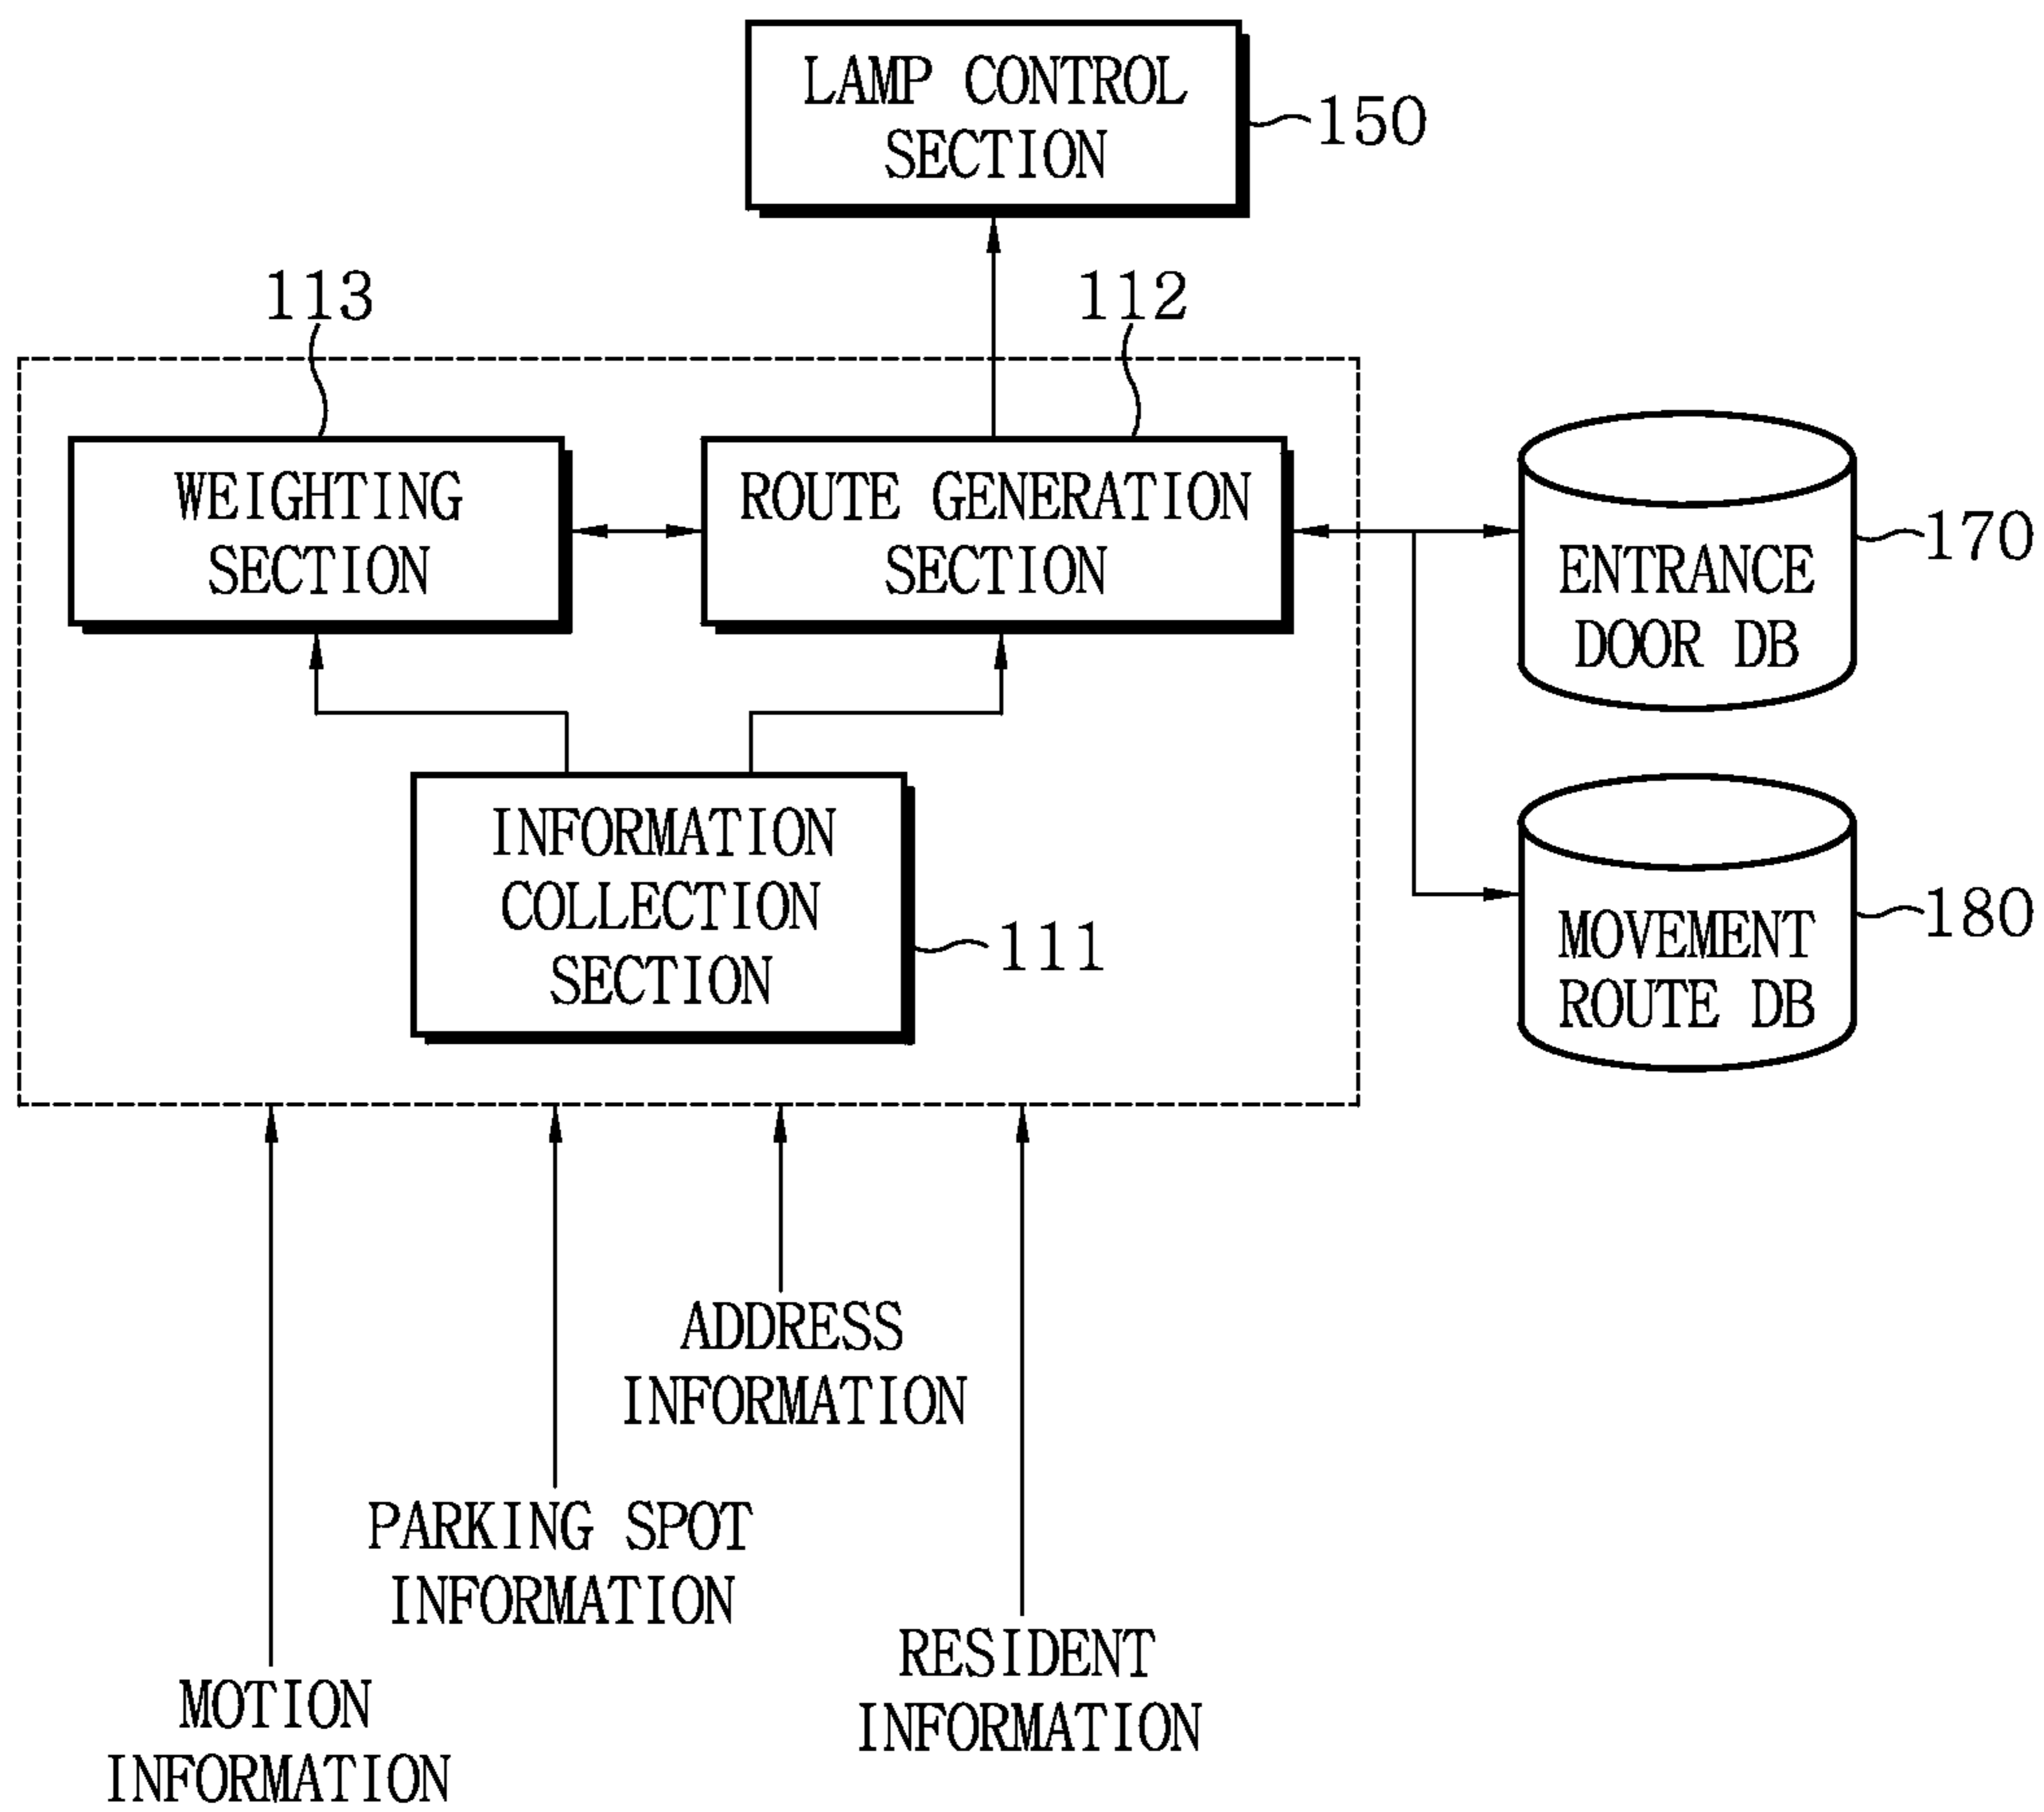 LAMP CONTROL
SECTION
150
113
112
WEIGHTING
SECTION
ROUTE GENERATION
SECTION
170
ENTRANCE
DOOR DB
INFORMATION
COLLECTION
SECTION
111
180
MOVEMENT
ROUTE DB
ADDRESS
INFORMATION
PARKING SPOT
INFORMATION
RESIDENT
INFORMATION
MOTION
INFORMATION